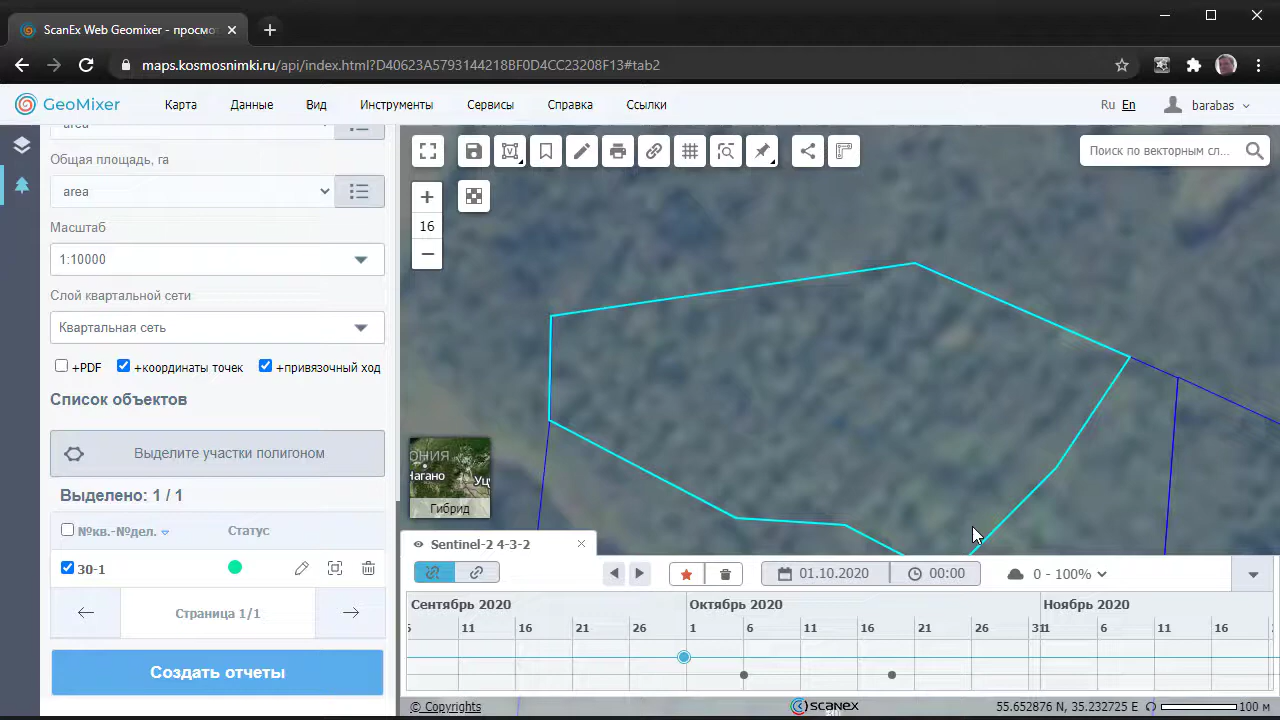 ScanEx Web Geomixer - просмот
maps.kosmosnimki.ru/api/index.html?D40623A5793144218BF0D4CC23208F13#tab2
GeoMixer
Карта
Данные
Вид
Инструменты
Сервисы
Справка
Ссылки
Ru En
barabas
area
Общая площадь, га
area
Масштаб
1:10000
Слой квартальной сети
Квартальная сеть
+PDF +координаты точек +привязочный ход
Список объектов
Выделите участки полигоном
Выделено: 1 / 1
№кв.-№дел. Статус
30-1
Страница 1/1
Создать отчеты
Поиск по векторным сл...
+
16
−
ОНИЯ
Нагано
Уцу
Гибрид
Sentinel-2 4-3-2
01.10.2020 00:00 0 - 100%
Сентябрь 2020 Октябрь 2020 Ноябрь 2020
11 16 21 26 1 6 11 16 21 26 31 1 6 11 16
© Copyrights
scanex
55.652876 N, 35.232725 E
100 м